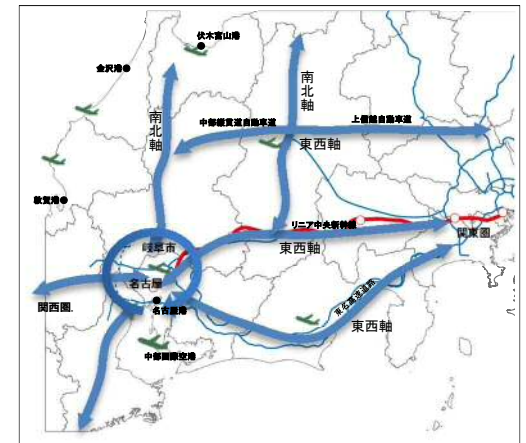 伏木富山港
金沢港
南北軸
南北軸
中部縦貫道自動車道
上信越自動車道
東西軸
敦賀港
リニア中央新幹線
関東圏
岐阜市
東西軸
名古屋
関西圏.
名古屋港
東名高速道路
東西軸
中部国際空港